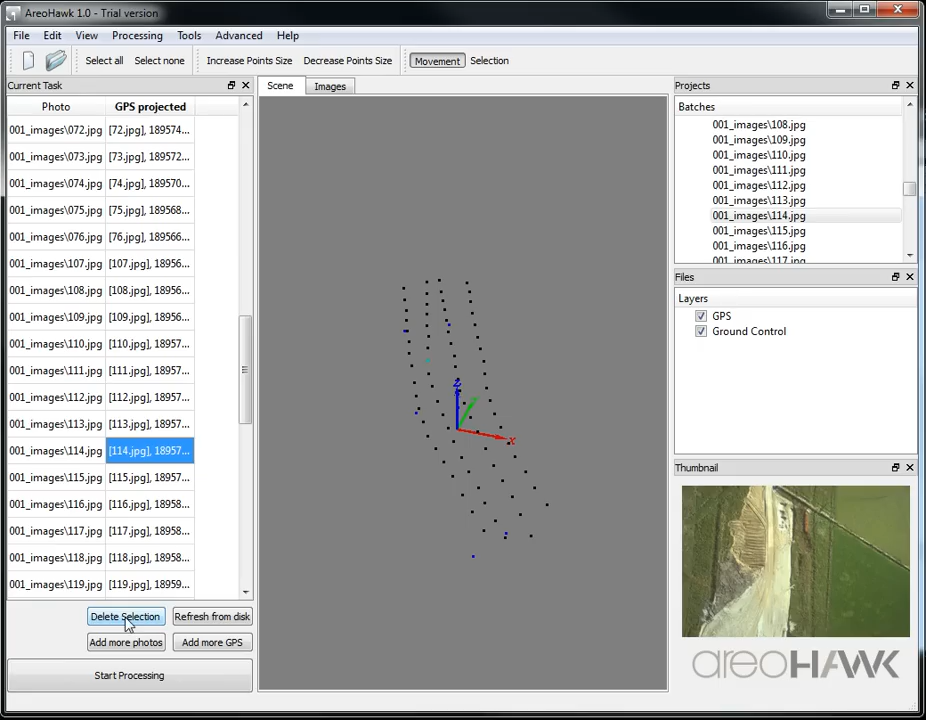 AreoHawk 1.0 - Trial version
File Edit View Processing Tools Advanced Help
Select all Select none Increase Points Size Decrease Points Size Movement Selection
Current Task
Photo GPS projected
001_images\072.jpg [72.jpg], 189574...
001_images\073.jpg [73.jpg], 189572...
001_images\074.jpg [74.jpg], 189570...
001_images\075.jpg [75.jpg], 189568...
001_images\076.jpg [76.jpg], 189566...
001_images\107.jpg [107.jpg], 18956...
001_images\108.jpg [108.jpg], 18956...
001_images\109.jpg [109.jpg], 18956...
001_images\110.jpg [110.jpg], 18957...
001_images\111.jpg [111.jpg], 18957...
001_images\112.jpg [112.jpg], 18957...
001_images\113.jpg [113.jpg], 18957...
001_images\114.jpg [114.jpg], 18957...
001_images\115.jpg [115.jpg], 18957...
001_images\116.jpg [116.jpg], 18958...
001_images\117.jpg [117.jpg], 18958...
001_images\118.jpg [118.jpg], 18958...
001_images\119.jpg [119.jpg], 18959...
Delete Selection Refresh from disk
Add more photos Add more GPS
Start Processing
Scene Images
z
x
Projects
Batches
001_images\108.jpg
001_images\109.jpg
001_images\110.jpg
001_images\111.jpg
001_images\112.jpg
001_images\113.jpg
001_images\114.jpg
001_images\115.jpg
001_images\116.jpg
001_images\117.jpg
Files
Layers
GPS
Ground Control
Thumbnail
areoHAWK